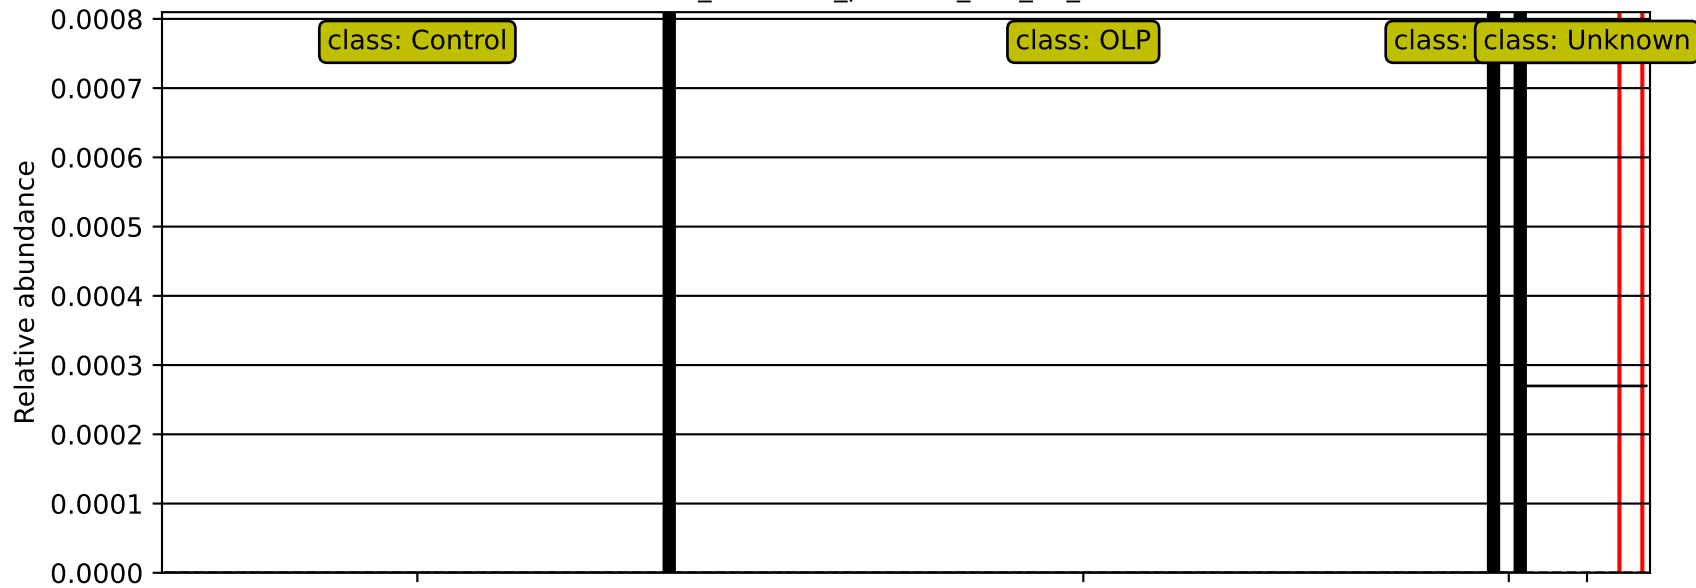 0.0008
class: Control
class: OLP
class:
class: Unknown
0.0007
0.0006
0.0005
0.0004
0.0003
0.0002
0.0001
0.0000
Relative abundance